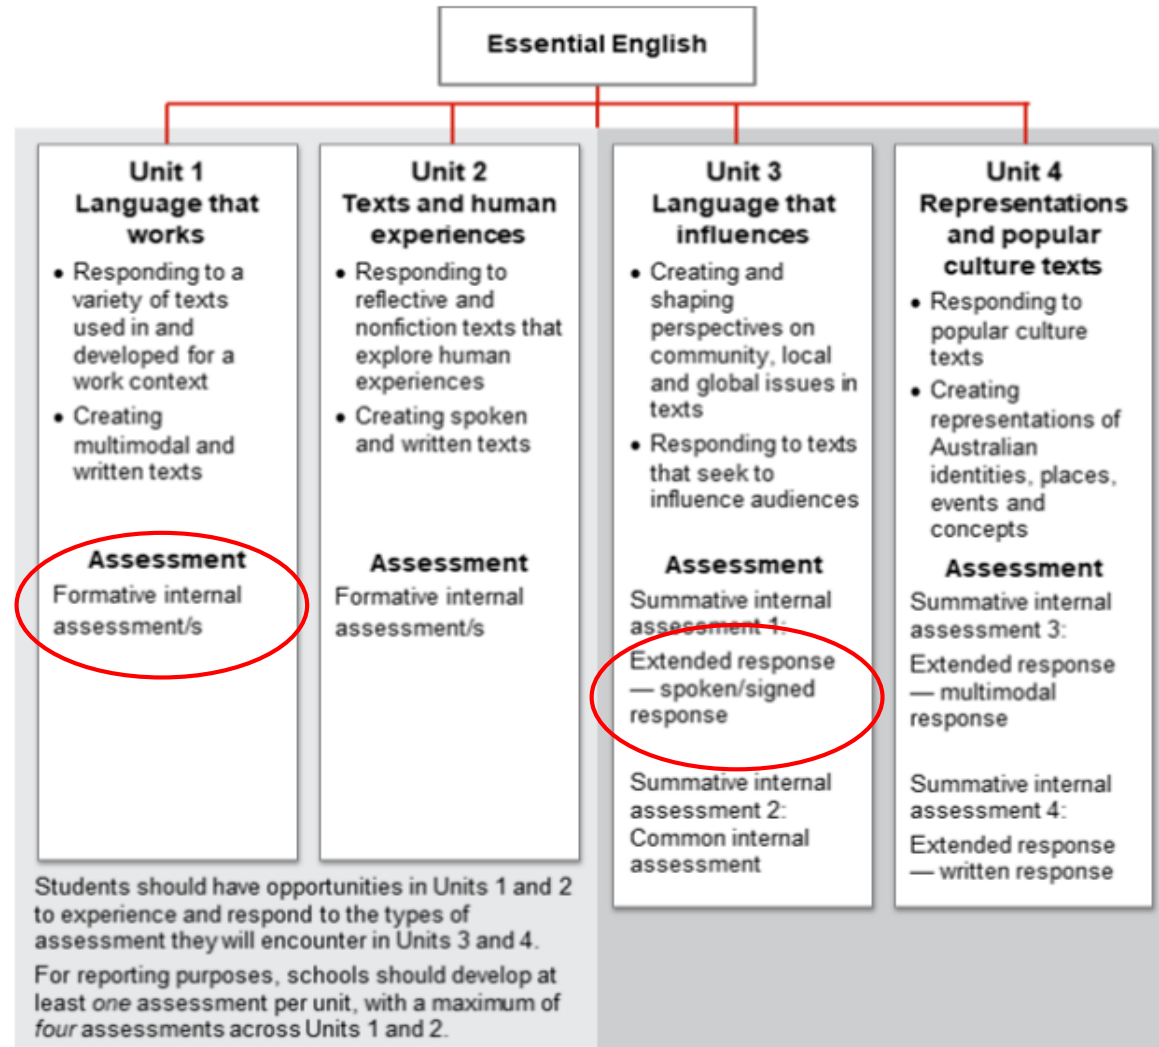 Essential English
Unit 1
Language that
works
• Responding to a
variety of texts
used in and
developed for a
work context
• Creating
multimodal and
written texts
Assessment
Formative internal
assessment/s
Unit 2
Texts and human
experiences
• Responding to
reflective and
nonfiction texts that
explore human
experiences
• Creating spoken
and written texts
Assessment
Formative internal
assessment/s
Unit 3
Language that
influences
• Creating and
shaping
perspectives on
community, local
and global issues in
texts
• Responding to texts
that seek to
influence audiences
Assessment
Summative internal
assessment 1:
Extended response
— spoken/signed
response
Summative internal
assessment 2:
Common internal
assessment
Unit 4
Representations
and popular
culture texts
• Responding to
popular culture
texts
• Creating
representations of
Australian
identities, places,
events and
concepts
Assessment
Summative internal
assessment 3:
Extended response
— multimodal
response
Summative internal
assessment 4:
Extended response
— written response
Students should have opportunities in Units 1 and 2
to experience and respond to the types of
assessment they will encounter in Units 3 and 4.
For reporting purposes, schools should develop at
least one assessment per unit, with a maximum of
four assessments across Units 1 and 2.